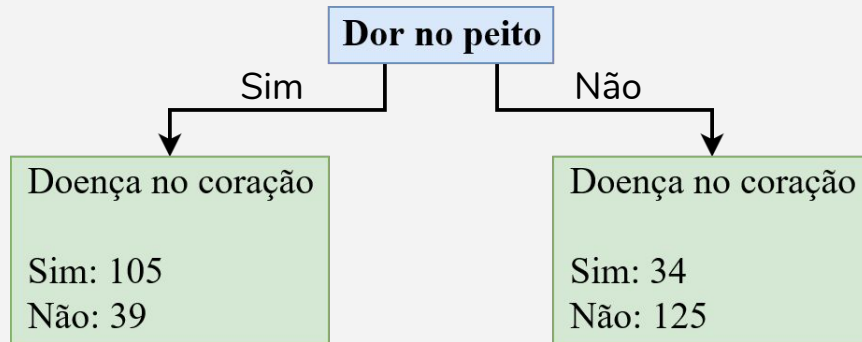 Dor no peito
Sim
Não
Doença no coração
Sim: 105
Não: 39
Doença no coração
Sim: 34
Não: 125